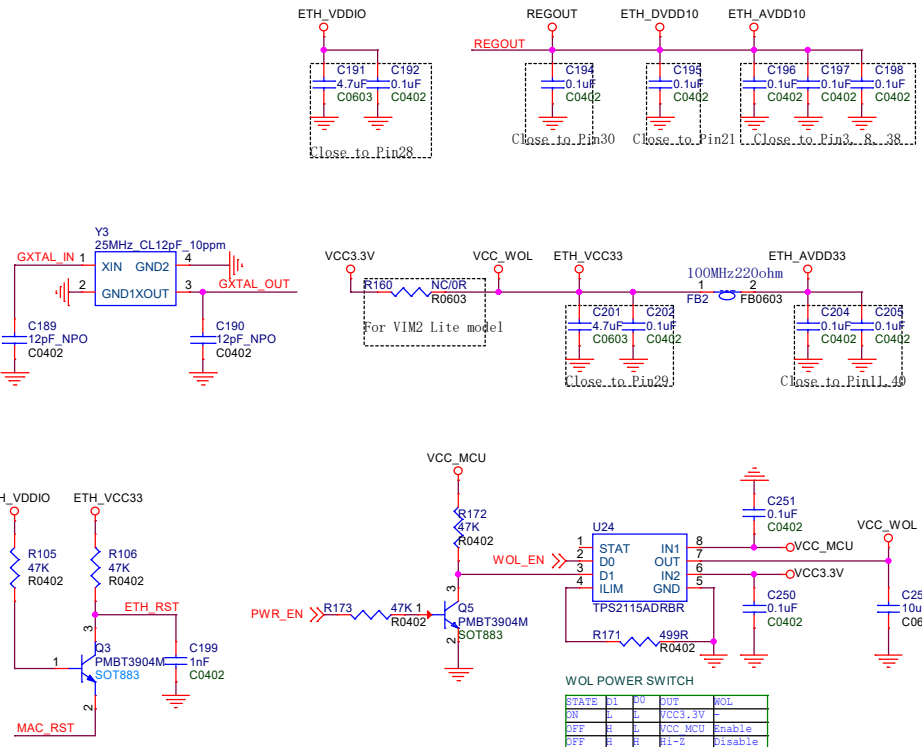 ETH_VDDIO
REGOUT
ETH_DVDD10
ETH_AVDD10
REGOUT
C191
4.7uF
C0603
C192
0.1uF
C0402
C194
0.1uF
C0402
C195
0.1uF
C0402
C196
0.1uF
C0402
C197
0.1uF
C0402
C198
0.1uF
C0402
Close to Pin28
Close to Pin30
Close to Pin21
Close to Pin3, 8, 38
Y3
25MHz_CL12pF_10ppm
GXTAL_IN
1
XIN GND2
4
2
GND1XOUT
3
GXTAL_OUT
C189
12pF_NPO
C0402
C190
12pF_NPO
C0402
VCC3.3V
VCC_WOL
ETH_VCC33
ETH_AVDD33
R160
NC/0R
R0603
For VIM2 Lite model
100MHz220ohm
1
2
FB2
FB0603
C201
4.7uF
C0603
C202
0.1uF
C0402
C204
0.1uF
C0402
C205
0.1uF
C0402
Close to Pin29
Close to Pin11,40
H_VDDIO
ETH_VCC33
R105
47K
R0402
R106
47K
R0402
ETH_RST
3
Q3
PMBT3904M
SOT883
1
2
C199
1nF
C0402
MAC_RST
VCC_MCU
R172
47K
R0402
WOL_EN
PWR_EN
R173
47K
R0402
1
3
Q5
PMBT3904M
SOT883
2
U24
1
STAT
IN1
8
2
D0
OUT
7
3
D1
IN2
6
4
ILIM
GND
5
TPS2115ADRBR
R171
499R
R0402
C251
0.1uF
C0402
VCC_MCU
VCC_WOL
VCC3.3V
C250
0.1uF
C0402
C25
10u
C06
WOL POWER SWITCH
STATE D1 D0 OUT WOL
ON L L VCC3.3V -
OFF H L VCC_MCU Enable
OFF H H Hi-Z Disable